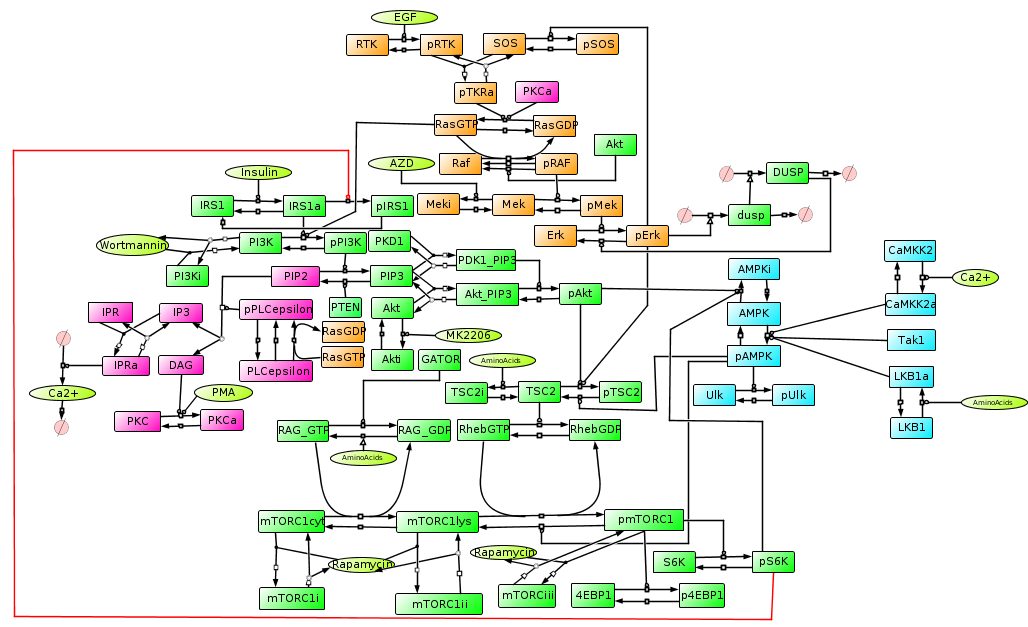 EGF
RTK
pRTK
SOS
pSOS
pTKRa
PKCa
RasGTP
RasGDP
Akt
AZD
Raf
pRAF
Insulin
DUSP
IRS1
IRS1a
pIRS1
Meki
Mek
pMek
dusp
Wortmannin
PI3K
pPI3K
PKD1
Erk
pErk
CaMKK2
PI3Ki
PIP2
PIP3
PDK1_PIP3
AMPKi
Ca2+
Akt_PIP3
pAkt
CaMKK2a
IPR
IP3
pPLCepsilon
PTEN
Akt
AMPK
RasGDP
MK2206
Tak1
IPRa
DAG
PLCepsilon
RasGTP
Akti
GATOR
AminoAcids
pAMPK
LKB1a
Ca2+
PMA
TSC2i
TSC2
pTSC2
Ulk
pUlk
AminoAcids
PKC
PKCa
RAG_GTP
RAG_GDP
RhebGTP
RhebGDP
LKB1
AminoAcids
mTORC1cyt
mTORC1lys
pmTORC1
Rapamycin
Rapamycin
S6K
pS6K
mTORC1i
mTORC1ii
mTORCiii
4EBP1
p4EBP1